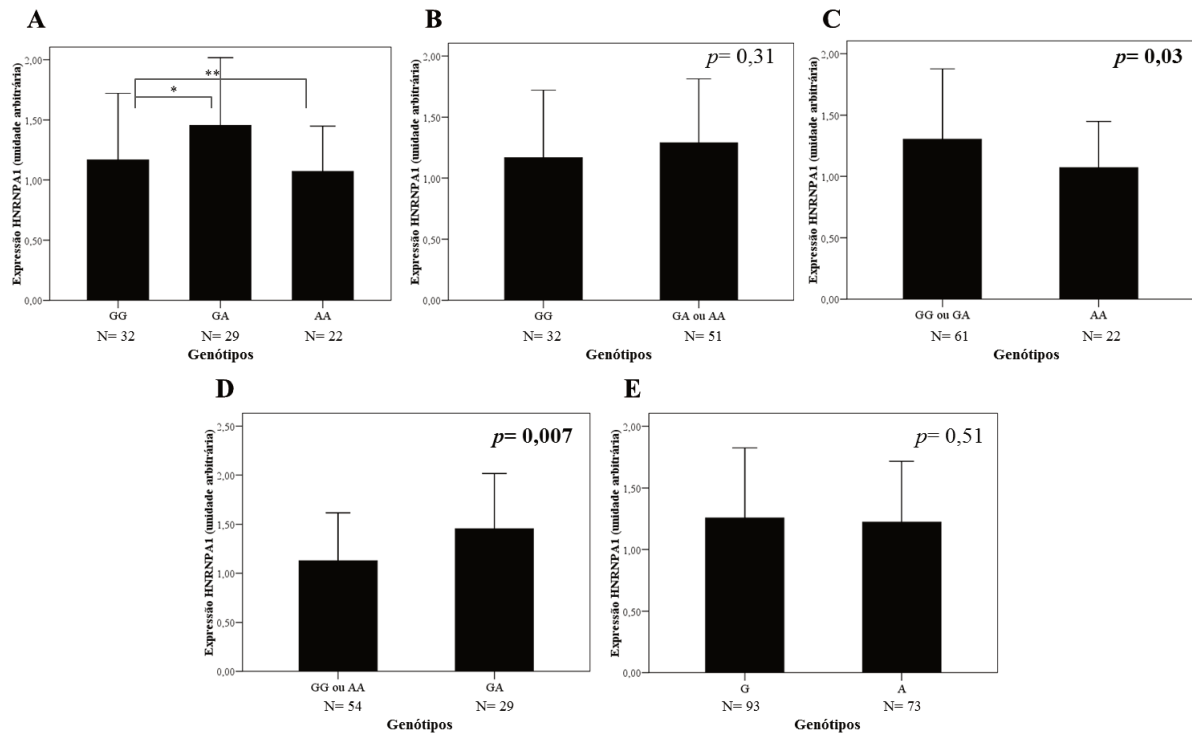 A
Expressão HNRNPA1 (unidade arbitrária)
2,00
1,50
1,00
0,50
0,00
**
*
GG GA AA
N= 32 N= 29 N= 22
Genótipos
B
Expressão HNRNPA1 (unidade arbitrária)
2,00
1,50
1,00
0,50
0,00
p= 0,31
GG GA ou AA
N= 32 N= 51
Genótipos
C
Expressão HNRNPA1 (unidade arbitrária)
2,00
1,50
1,00
0,50
0,00
p= 0,03
GG ou GA AA
N= 61 N= 22
Genótipos
D
Expressão HNRNPA1 (unidade arbitrária)
2,50
2,00
1,50
1,00
0,50
0,00
p= 0,007
GG ou AA GA
N= 54 N= 29
Genótipos
E
Expressão HNRNPA1 (unidade arbitrária)
2,00
1,50
1,00
0,50
0,00
p= 0,51
G A
N= 93 N= 73
Genótipos